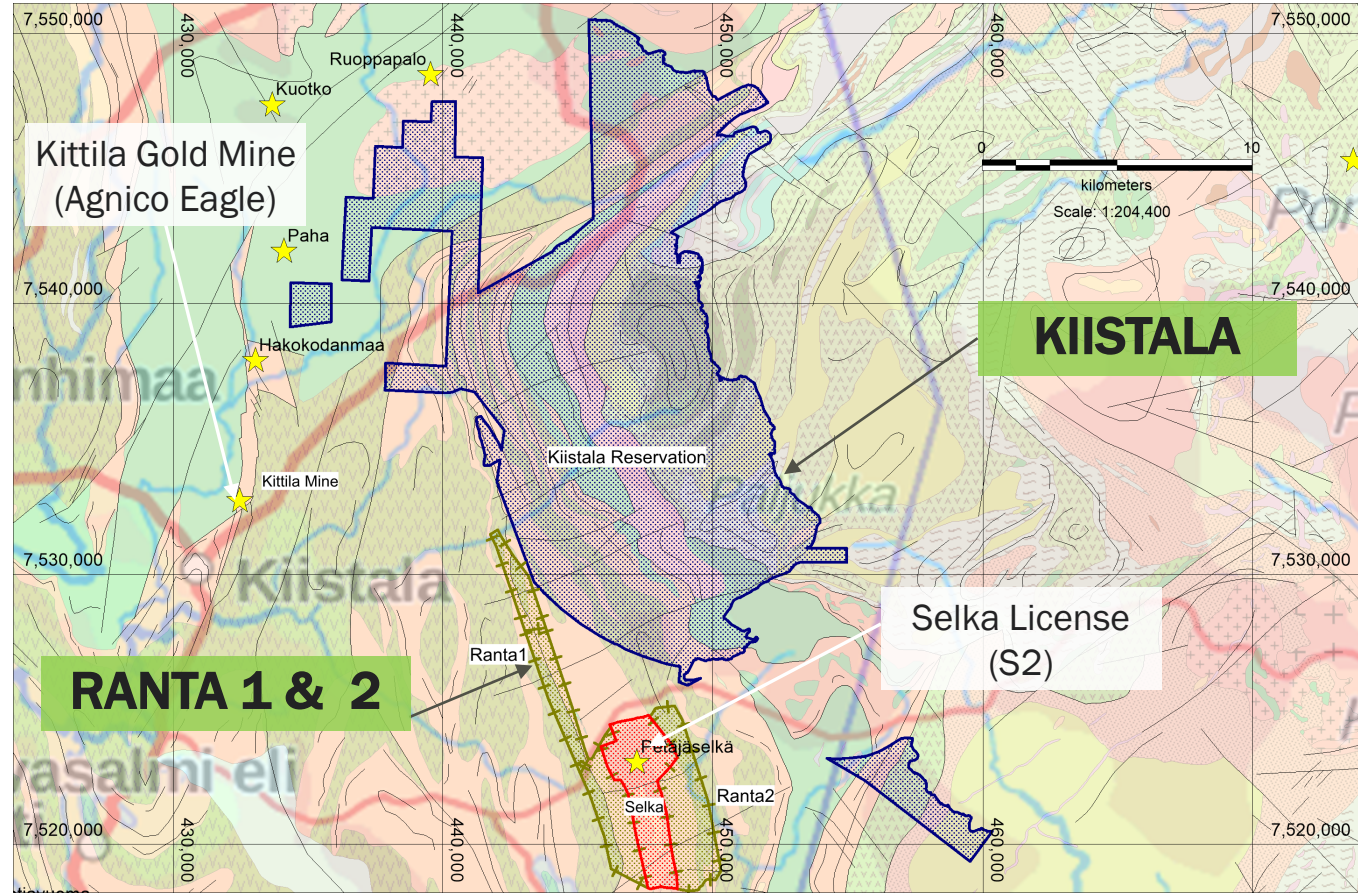 7,550,000
430,000
440,000
450,000
460,000
7,550,000
Ruoppapalo
Kuotko
Kittila Gold Mine
(Agnico Eagle)
0
10
kilometers
Scale: 1:204,400
Paha
7,540,000
7,540,000
KIISTALA
Hakokodanmaa
Kiistala Reservation
Kittila Mine
7,530,000
7,530,000
Kiistala
Selka License
(S2)
Ranta1
RANTA 1 & 2
Petäjäselkä
Ranta2
Selka
7,520,000
7,520,000
430,000
440,000
450,000
460,000